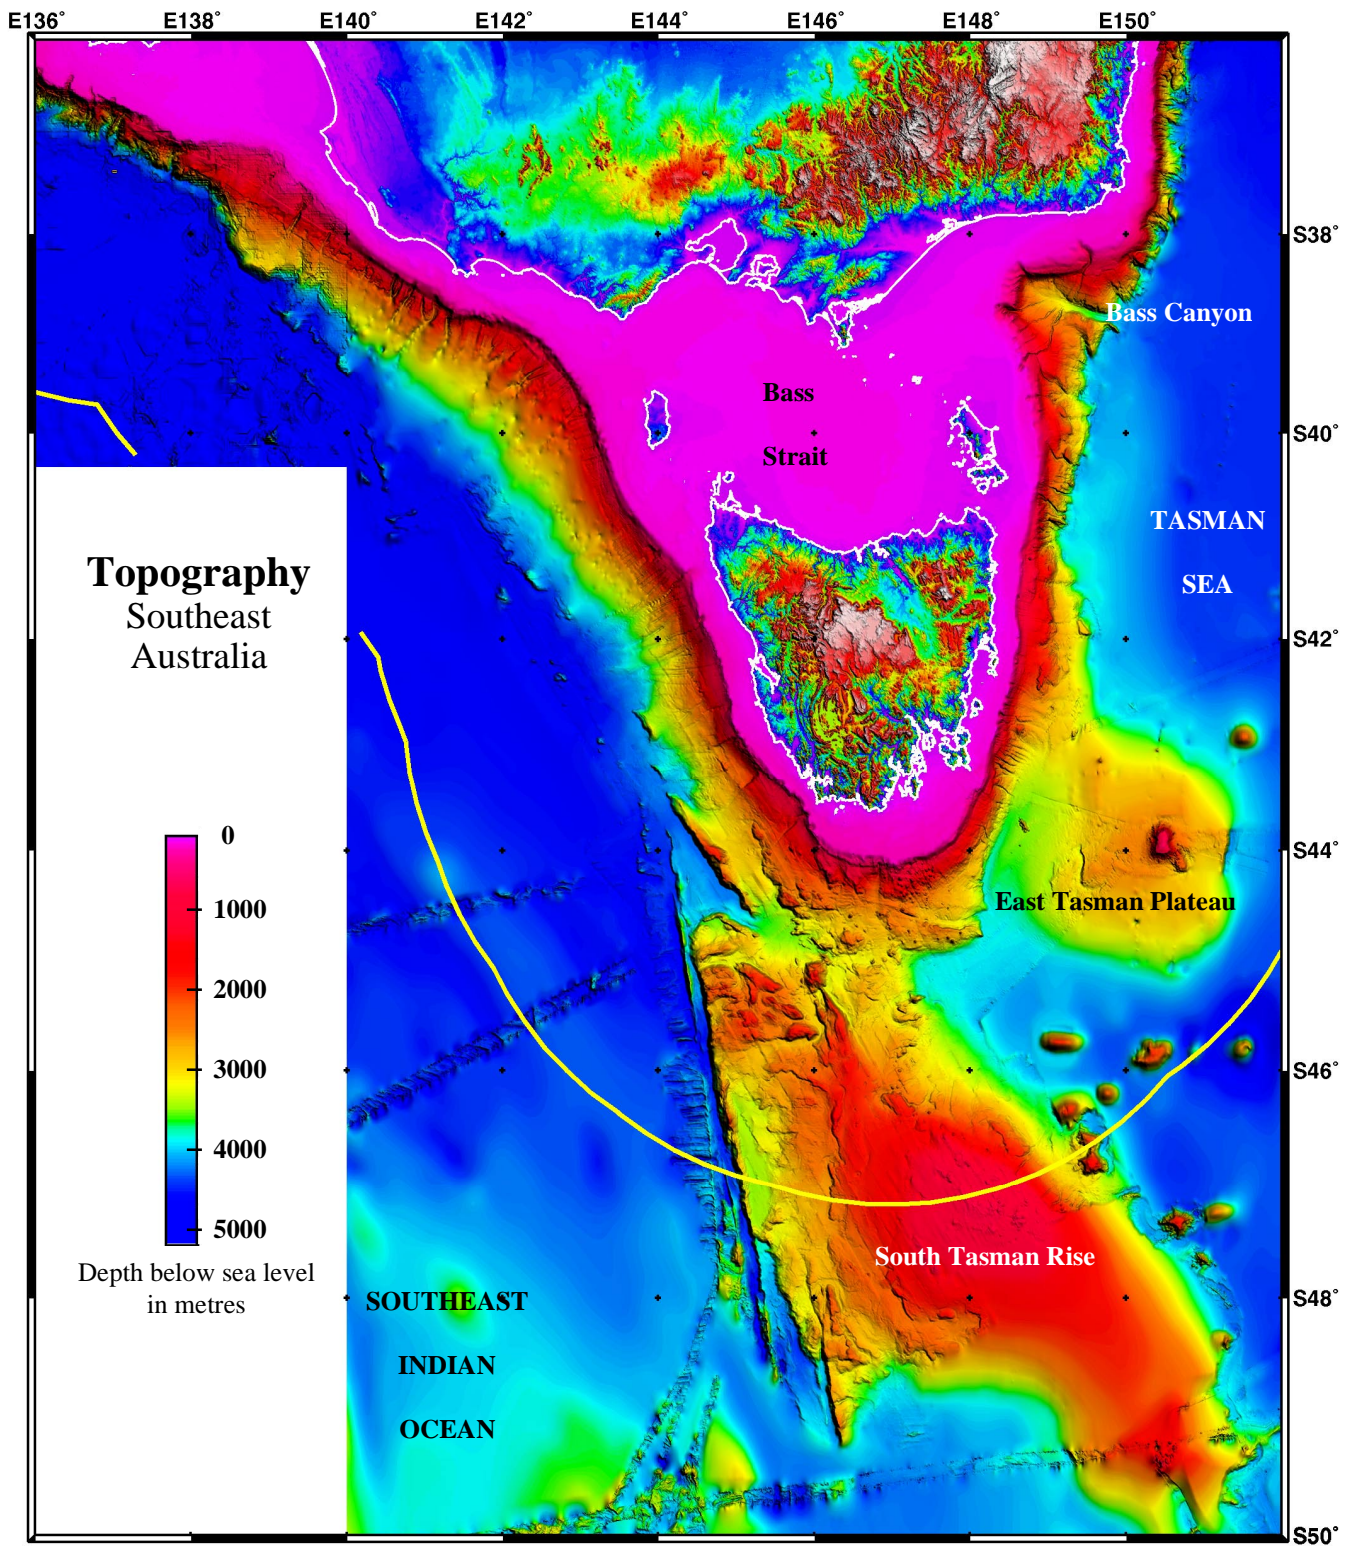 E136° E138° E140° E142° E144° E146° E148° E150°
S38°
Bass Canyon
Bass
S40°
Strait
TASMAN
Topography
SEA
Southeast
Australia
S42°
0
S44°
East Tasman Plateau
1000
2000
3000
S46°
4000
5000
South Tasman Rise
Depth below sea level
in metres
SOUTHEAST
S48°
INDIAN
OCEAN
S50°